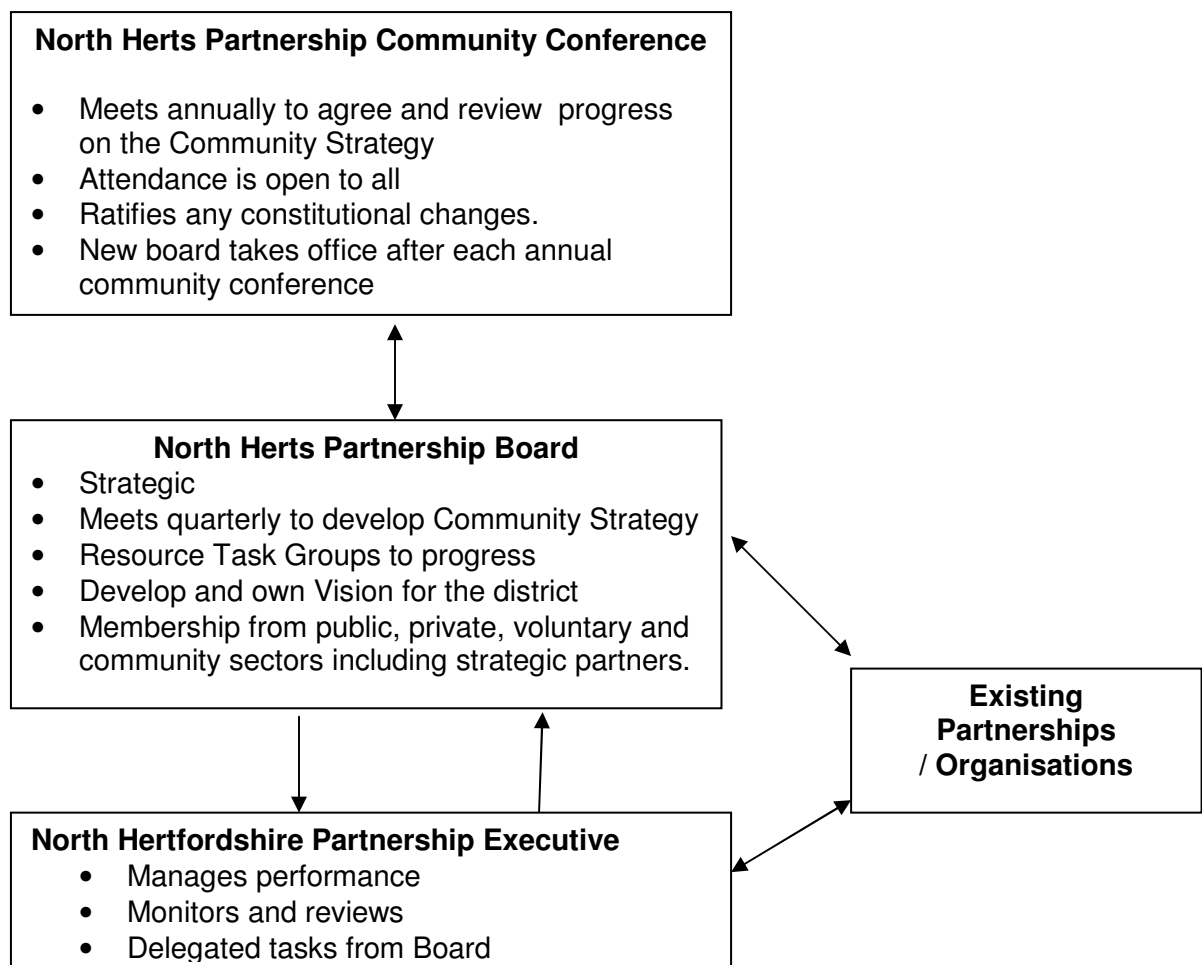 North Herts Partnership Community Conference
• Meets annually to agree and review progress
on the Community Strategy
• Attendance is open to all
• Ratifies any constitutional changes.
• New board takes office after each annual
community conference
North Herts Partnership Board
• Strategic
• Meets quarterly to develop Community Strategy
• Resource Task Groups to progress
• Develop and own Vision for the district
• Membership from public, private, voluntary and
community sectors including strategic partners.
Existing
Partnerships
/ Organisations
North Hertfordshire Partnership Executive
• Manages performance
• Monitors and reviews
• Delegated tasks from Board